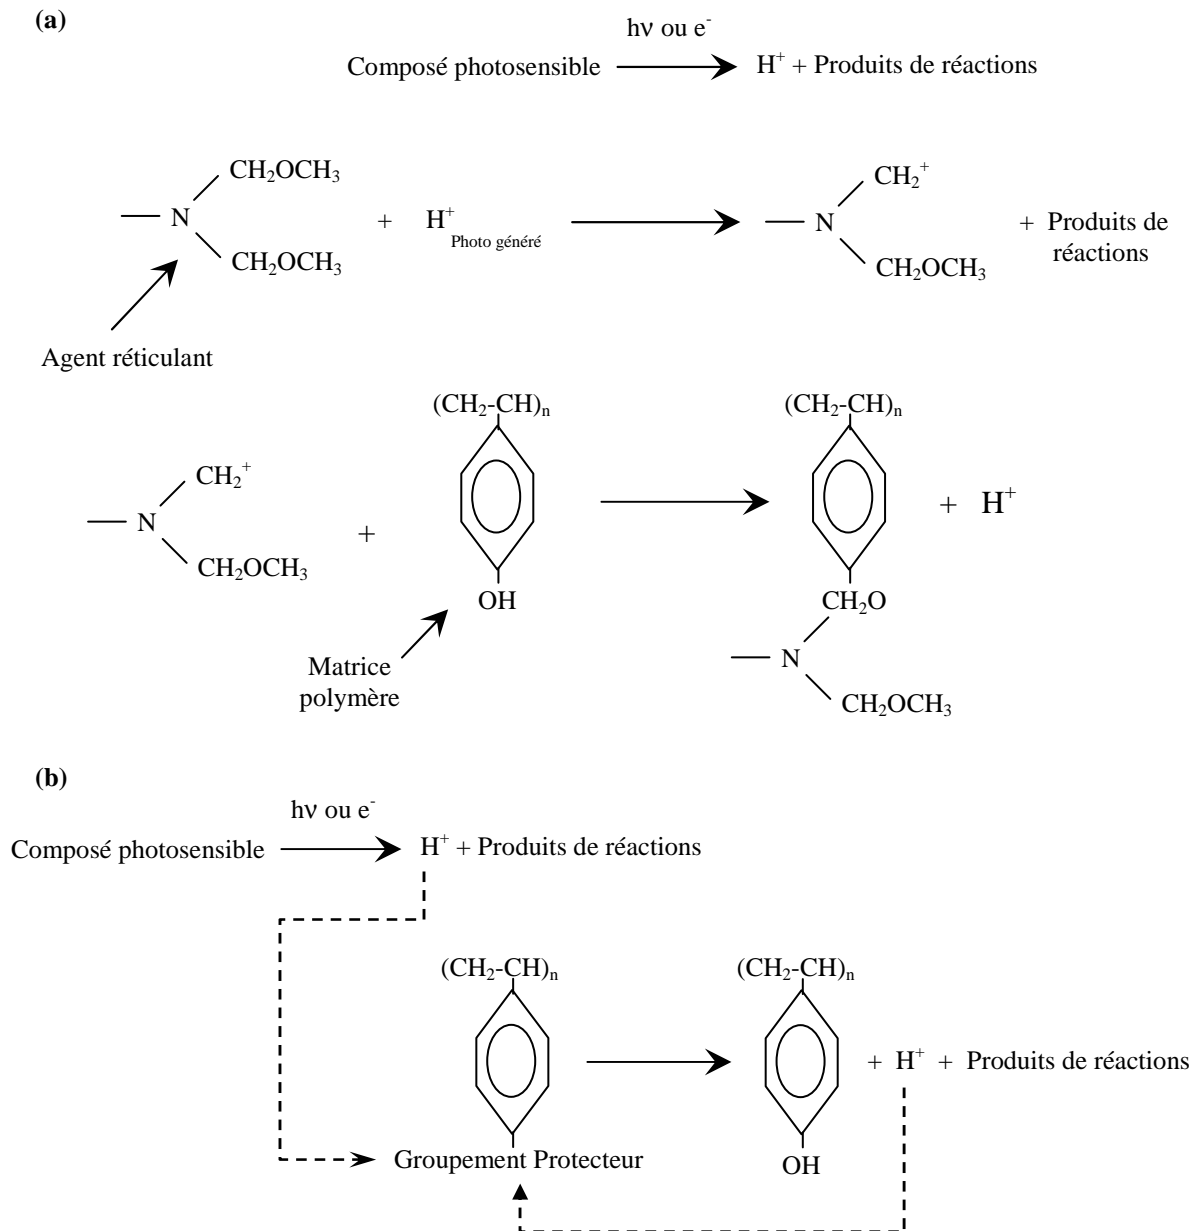 (a)
hν ou e⁻
Composé photosensible H⁺ + Produits de réactions
CH₂OCH₃ CH₂⁺
N + H⁺ Photo généré N + Produits de
réactions
CH₂OCH₃ CH₂OCH₃
Agent réticulant
(CH₂-CH)ₙ (CH₂-CH)ₙ
CH₂⁺
N + + H⁺
CH₂OCH₃
OH CH₂O
Matrice
polymère
N
CH₂OCH₃
(b)
hν ou e⁻
Composé photosensible H⁺ + Produits de réactions
(CH₂-CH)ₙ (CH₂-CH)ₙ
+ H⁺ + Produits de réactions
Groupement Protecteur OH